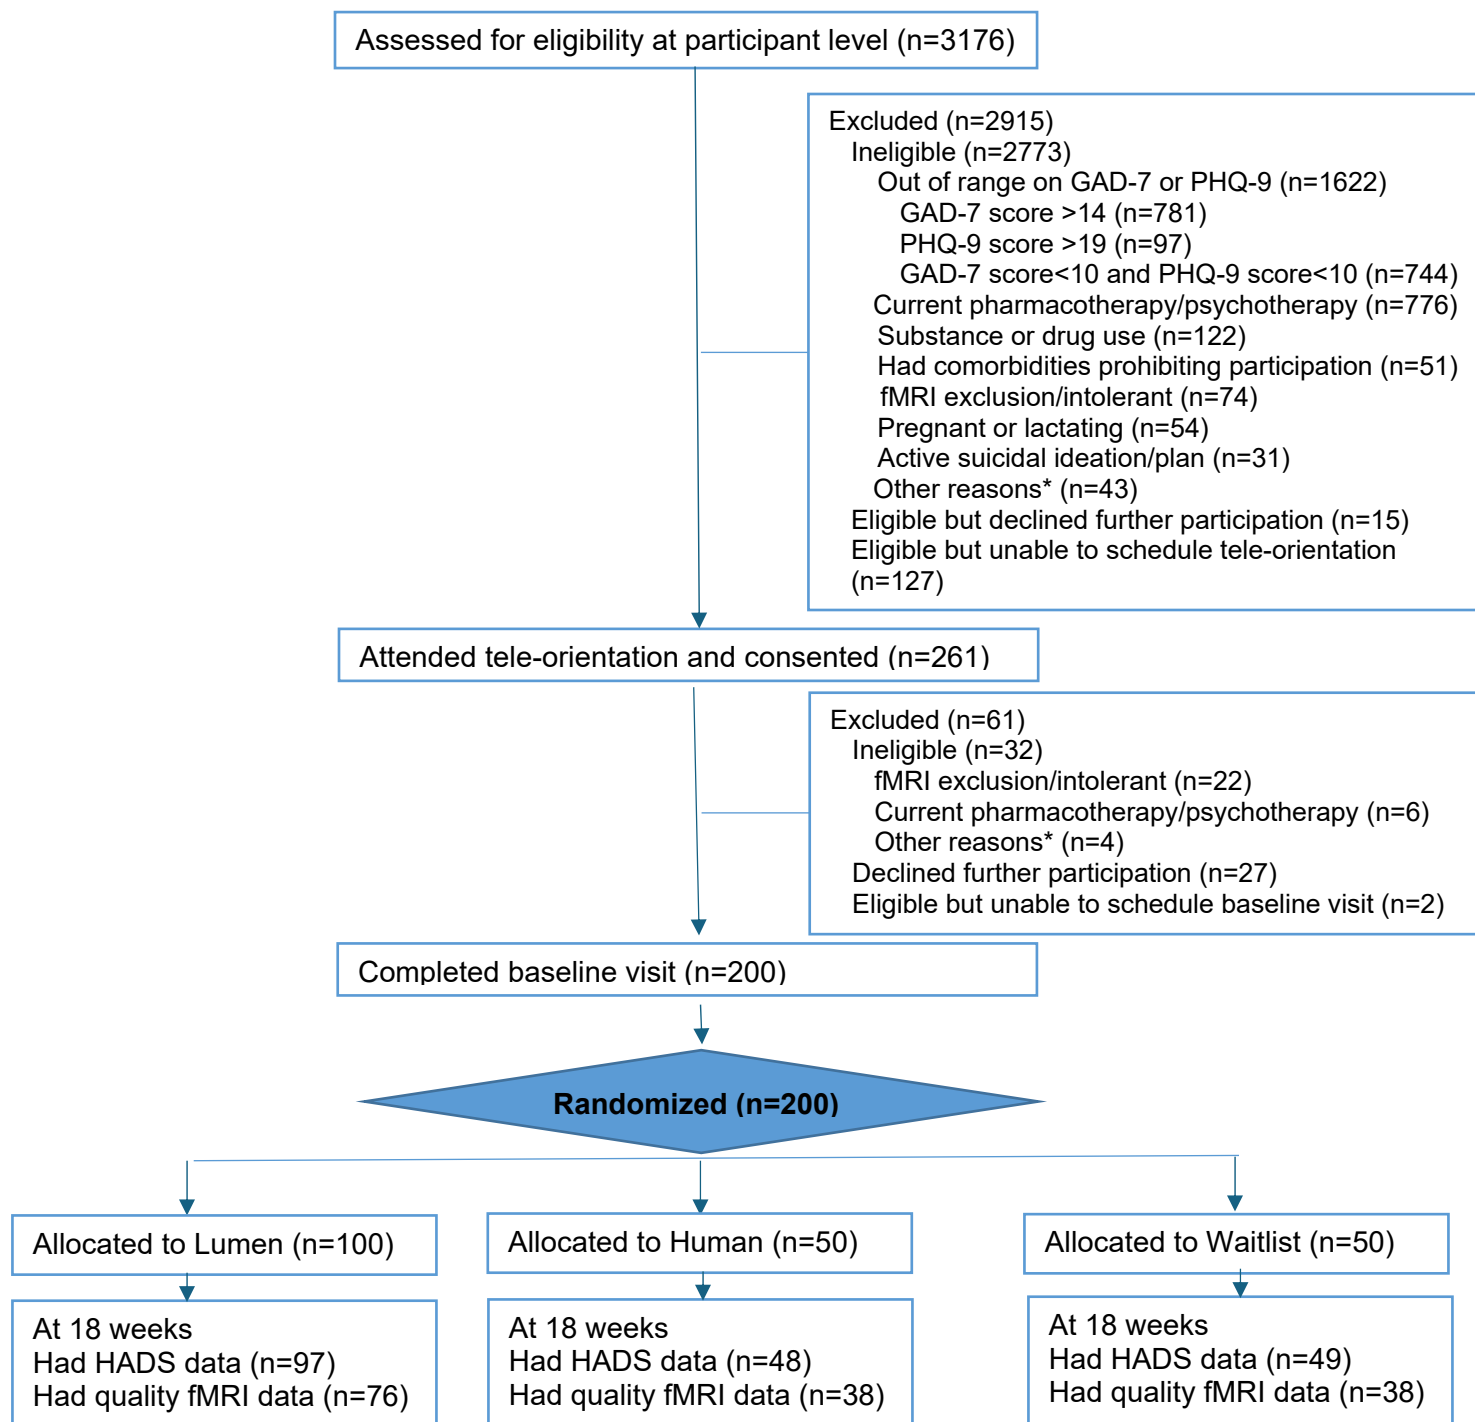 Assessed for eligibility at participant level (n=3176)
Excluded (n=2915)
Ineligible (n=2773)
Out of range on GAD-7 or PHQ-9 (n=1622)
GAD-7 score >14 (n=781)
PHQ-9 score >19 (n=97)
GAD-7 score<10 and PHQ-9 score<10 (n=744)
Current pharmacotherapy/psychotherapy (n=776)
Substance or drug use (n=122)
Had comorbidities prohibiting participation (n=51)
fMRI exclusion/intolerant (n=74)
Pregnant or lactating (n=54)
Active suicidal ideation/plan (n=31)
Other reasons* (n=43)
Eligible but declined further participation (n=15)
Eligible but unable to schedule tele-orientation
(n=127)
Attended tele-orientation and consented (n=261)
Excluded (n=61)
Ineligible (n=32)
fMRI exclusion/intolerant (n=22)
Current pharmacotherapy/psychotherapy (n=6)
Other reasons* (n=4)
Declined further participation (n=27)
Eligible but unable to schedule baseline visit (n=2)
Completed baseline visit (n=200)
Randomized (n=200)
Allocated to Lumen (n=100)
Allocated to Human (n=50)
Allocated to Waitlist (n=50)
At 18 weeks
Had HADS data (n=97)
Had quality fMRI data (n=76)
At 18 weeks
Had HADS data (n=48)
Had quality fMRI data (n=38)
At 18 weeks
Had HADS data (n=49)
Had quality fMRI data (n=38)